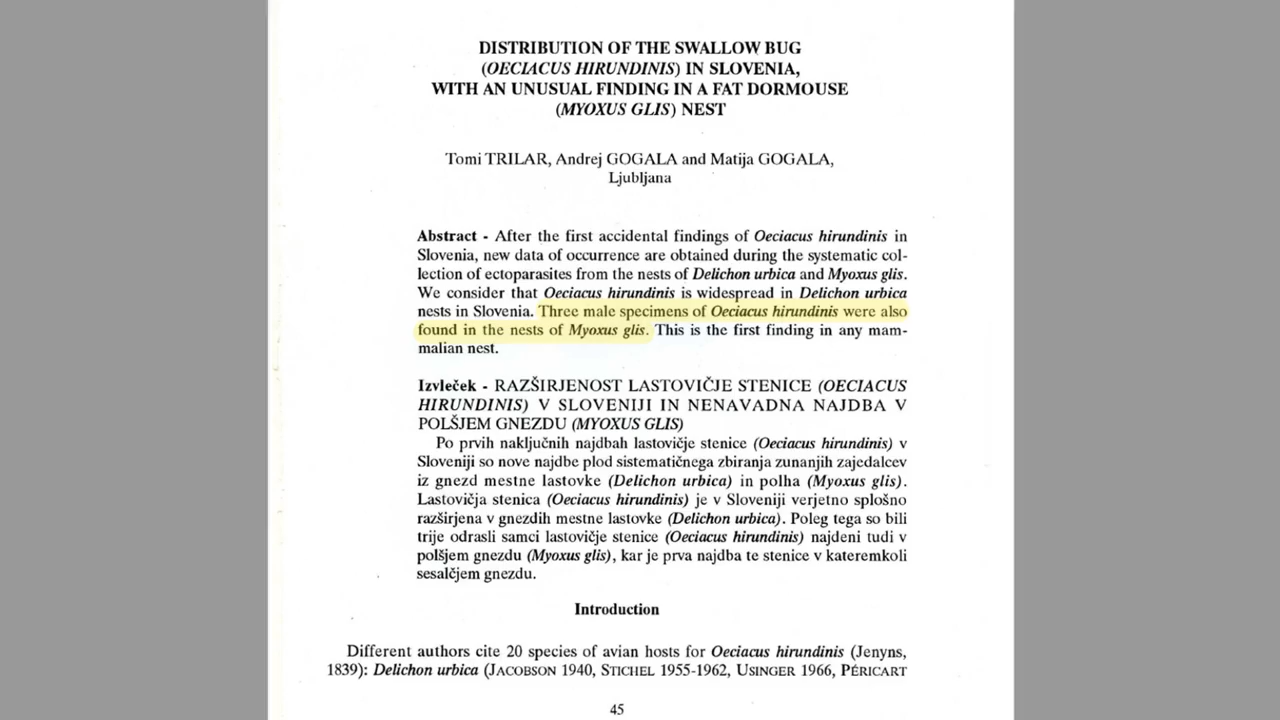 DISTRIBUTION OF THE SWALLOW BUG
(OECIACUS HIRUNDINIS) IN SLOVENIA,
WITH AN UNUSUAL FINDING IN A FAT DORMOUSE
(MYOXUS GLIS) NEST
Tomi TRILAR, Andrej GOGALA and Matija GOGALA,
Ljubljana
Abstract - After the first accidental findings of Oeciacus hirundinis in
Slovenia, new data of occurrence are obtained during the systematic col-
lection of ectoparasites from the nests of Delichon urbica and Myoxus glis.
We consider that Oeciacus hirundinis is widespread in Delichon urbica
nests in Slovenia. Three male specimens of Oeciacus hirundinis were also
found in the nests of Myoxus glis. This is the first finding in any mam-
malian nest.
Izvleček - RAZŠIRJENOST LASTOVIČJE STENICE (OECIACUS
HIRUNDINIS) V SLOVENIJI IN NENAVADNA NAJDBA V
POLŠJEM GNEZDU (MYOXUS GLIS)
Po prvih naključnih najdbah lastovičje stenice (Oeciacus hirundinis) v
Sloveniji so nove najdbe plod sistematičnega zbiranja zunanjih zajedalcev
iz gnezd mestne lastovke (Delichon urbica) in polha (Myoxus glis).
Lastovičja stenica (Oeciacus hirundinis) je v Sloveniji verjetno splošno
razširjena v gnezdih mestne lastovke (Delichon urbica). Poleg tega so bili
trije odrasli samci lastovičje stenice (Oeciacus hirundinis) najdeni tudi v
polšjem gnezdu (Myoxus glis), kar je prva najdba te stenice v kateremkoli
sesalčjem gnezdu.
Introduction
Different authors cite 20 species of avian hosts for Oeciacus hirundinis (Jenyns,
1839): Delichon urbica (JACOBSON 1940, STICHEL 1955-1962, USINGER 1966, PÉRICART
45